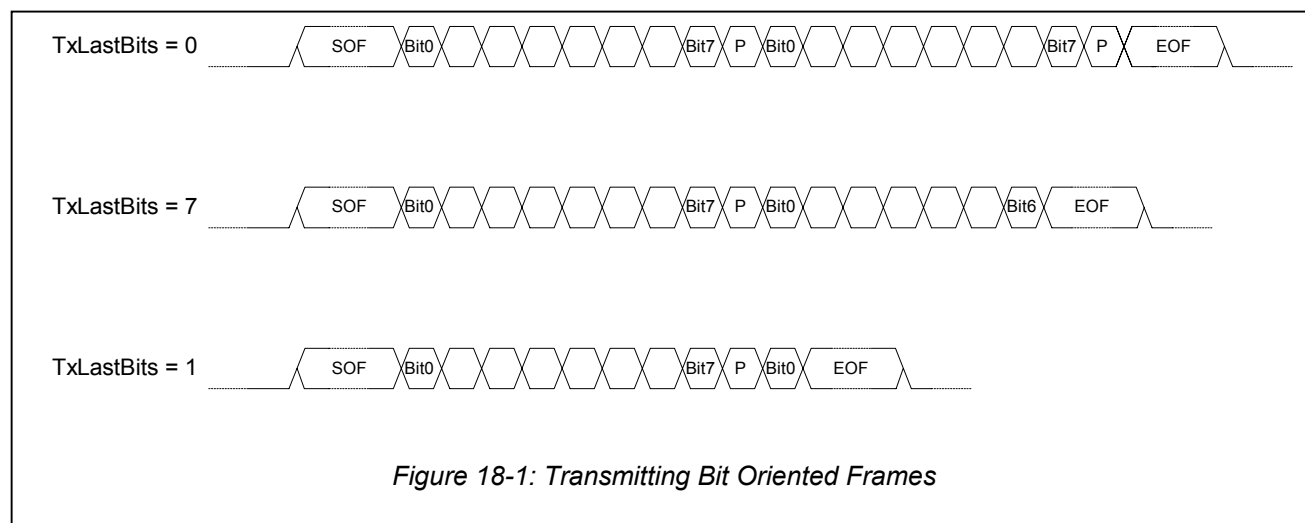 TxLastBits = 0 SOF Bit0 Bit7 P Bit0 Bit7 P EOF
TxLastBits = 7 SOF Bit0 Bit7 P Bit0 Bit6 EOF
TxLastBits = 1 SOF Bit0 Bit7 P Bit0 EOF
Figure 18-1: Transmitting Bit Oriented Frames